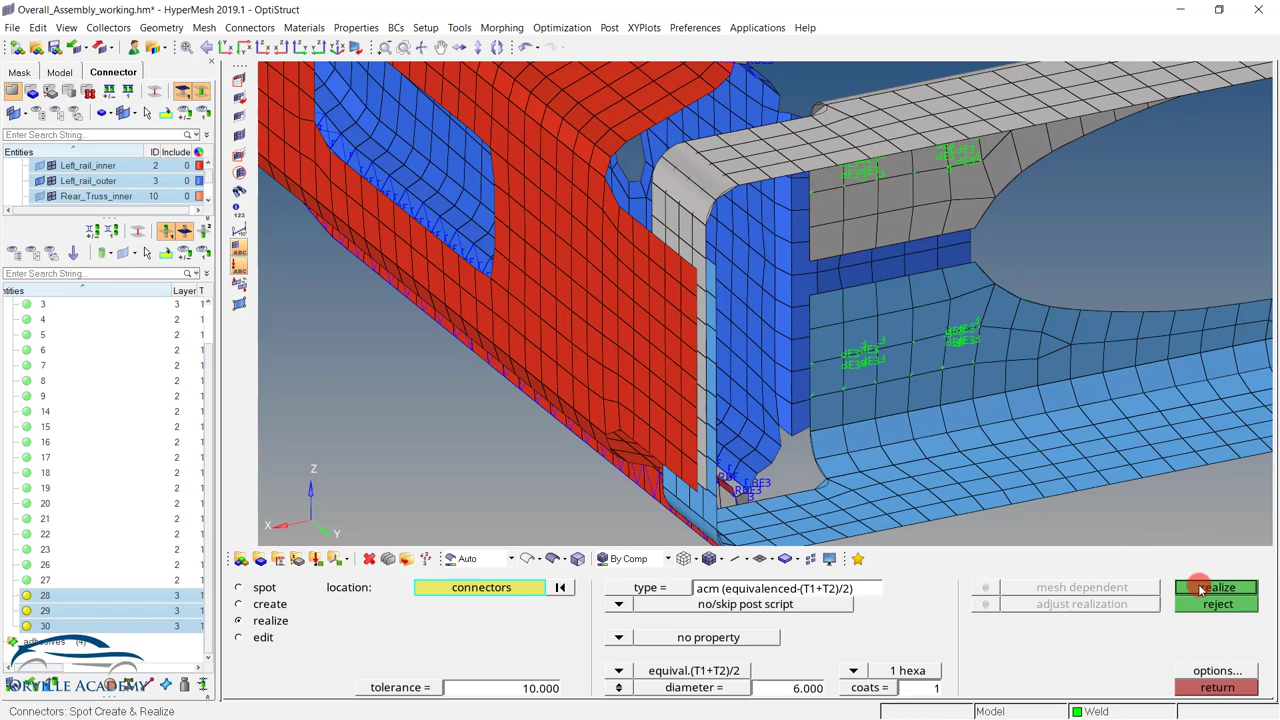 Overall_Assembly_working.hm* - HyperMesh 2019.1 - OptiStruct
File Edit View Collectors Geometry Mesh Connectors Materials Properties BCs Setup Tools Morphing Optimization Post XYPlots Preferences Applications Help
Mask Model Connector
Enter Search String...
Entities ID Include
Left_rail_inner 2 0
Left_rail_outer 3 0
Rear_Truss_inner 10 0
Enter Search String...
ntities Layer T
3 3 1
4 2 1
5 2 1
6 2 1
7 2 1
8 2 1
9 2 1
14 2 1
15 2 1
16 2 1
17 2 1
18 2 1
19 2 1
20 2 1
21 2 1
22 2 1
23 2 1
26 2 1
27 2 1
28 3 1
29 3 1
30 3 1
adhesives (4)
ORVILLE ACADEMY
123
ABC
ABC
Z
X
Y
Auto
By Comp
spot location: connectors type = acm (equivalenced-(T1+T2)/2) mesh dependent realize
create no/skip post script adjust realization reject
realize
edit no property
equival.(T1+T2)/2 1 hexa options...
tolerance = 10.000 diameter = 6.000 coats = 1 return
Connectors: Spot Create & Realize Model Weld